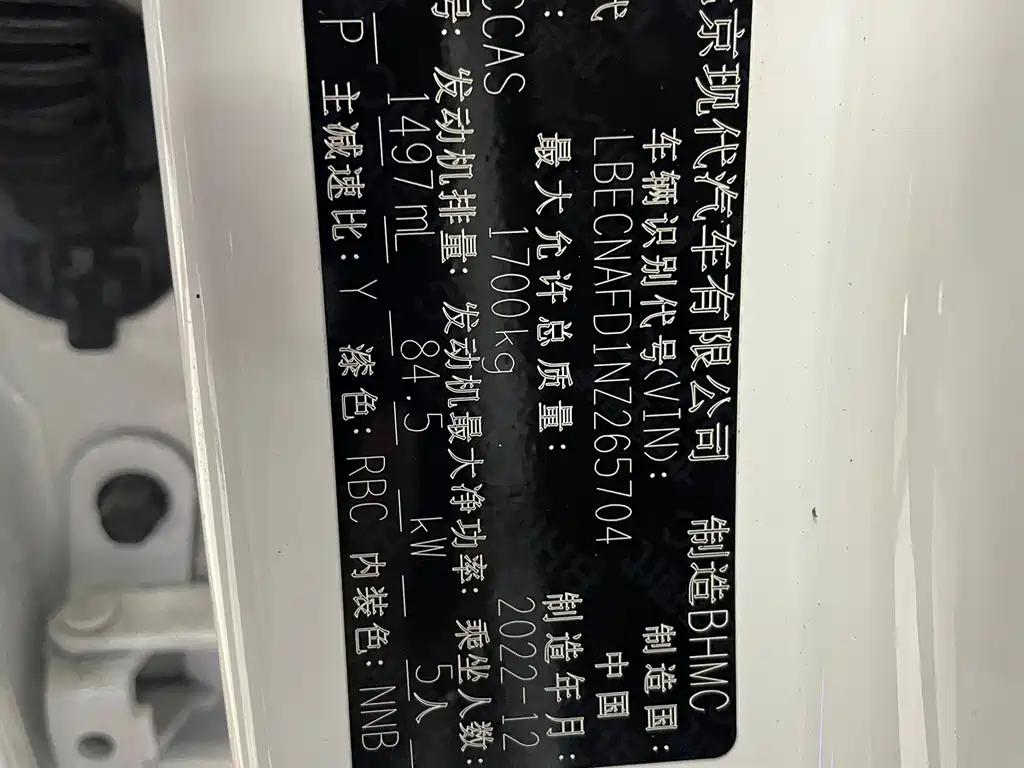 京现代汽车有限公司 制造BHMC
车辆识别代号(VIN): 制造国:
LBECNAFD1NZ265704 中国
最大允许总质量: 制造年月:
CCAS 1700kg 2022-12
号: 发动机排量: 发动机最大净功率: 乘坐人数:
1497mL 84.5 kW 5人
P 主减速比: Y 漆色: RBC 内装色: NNB